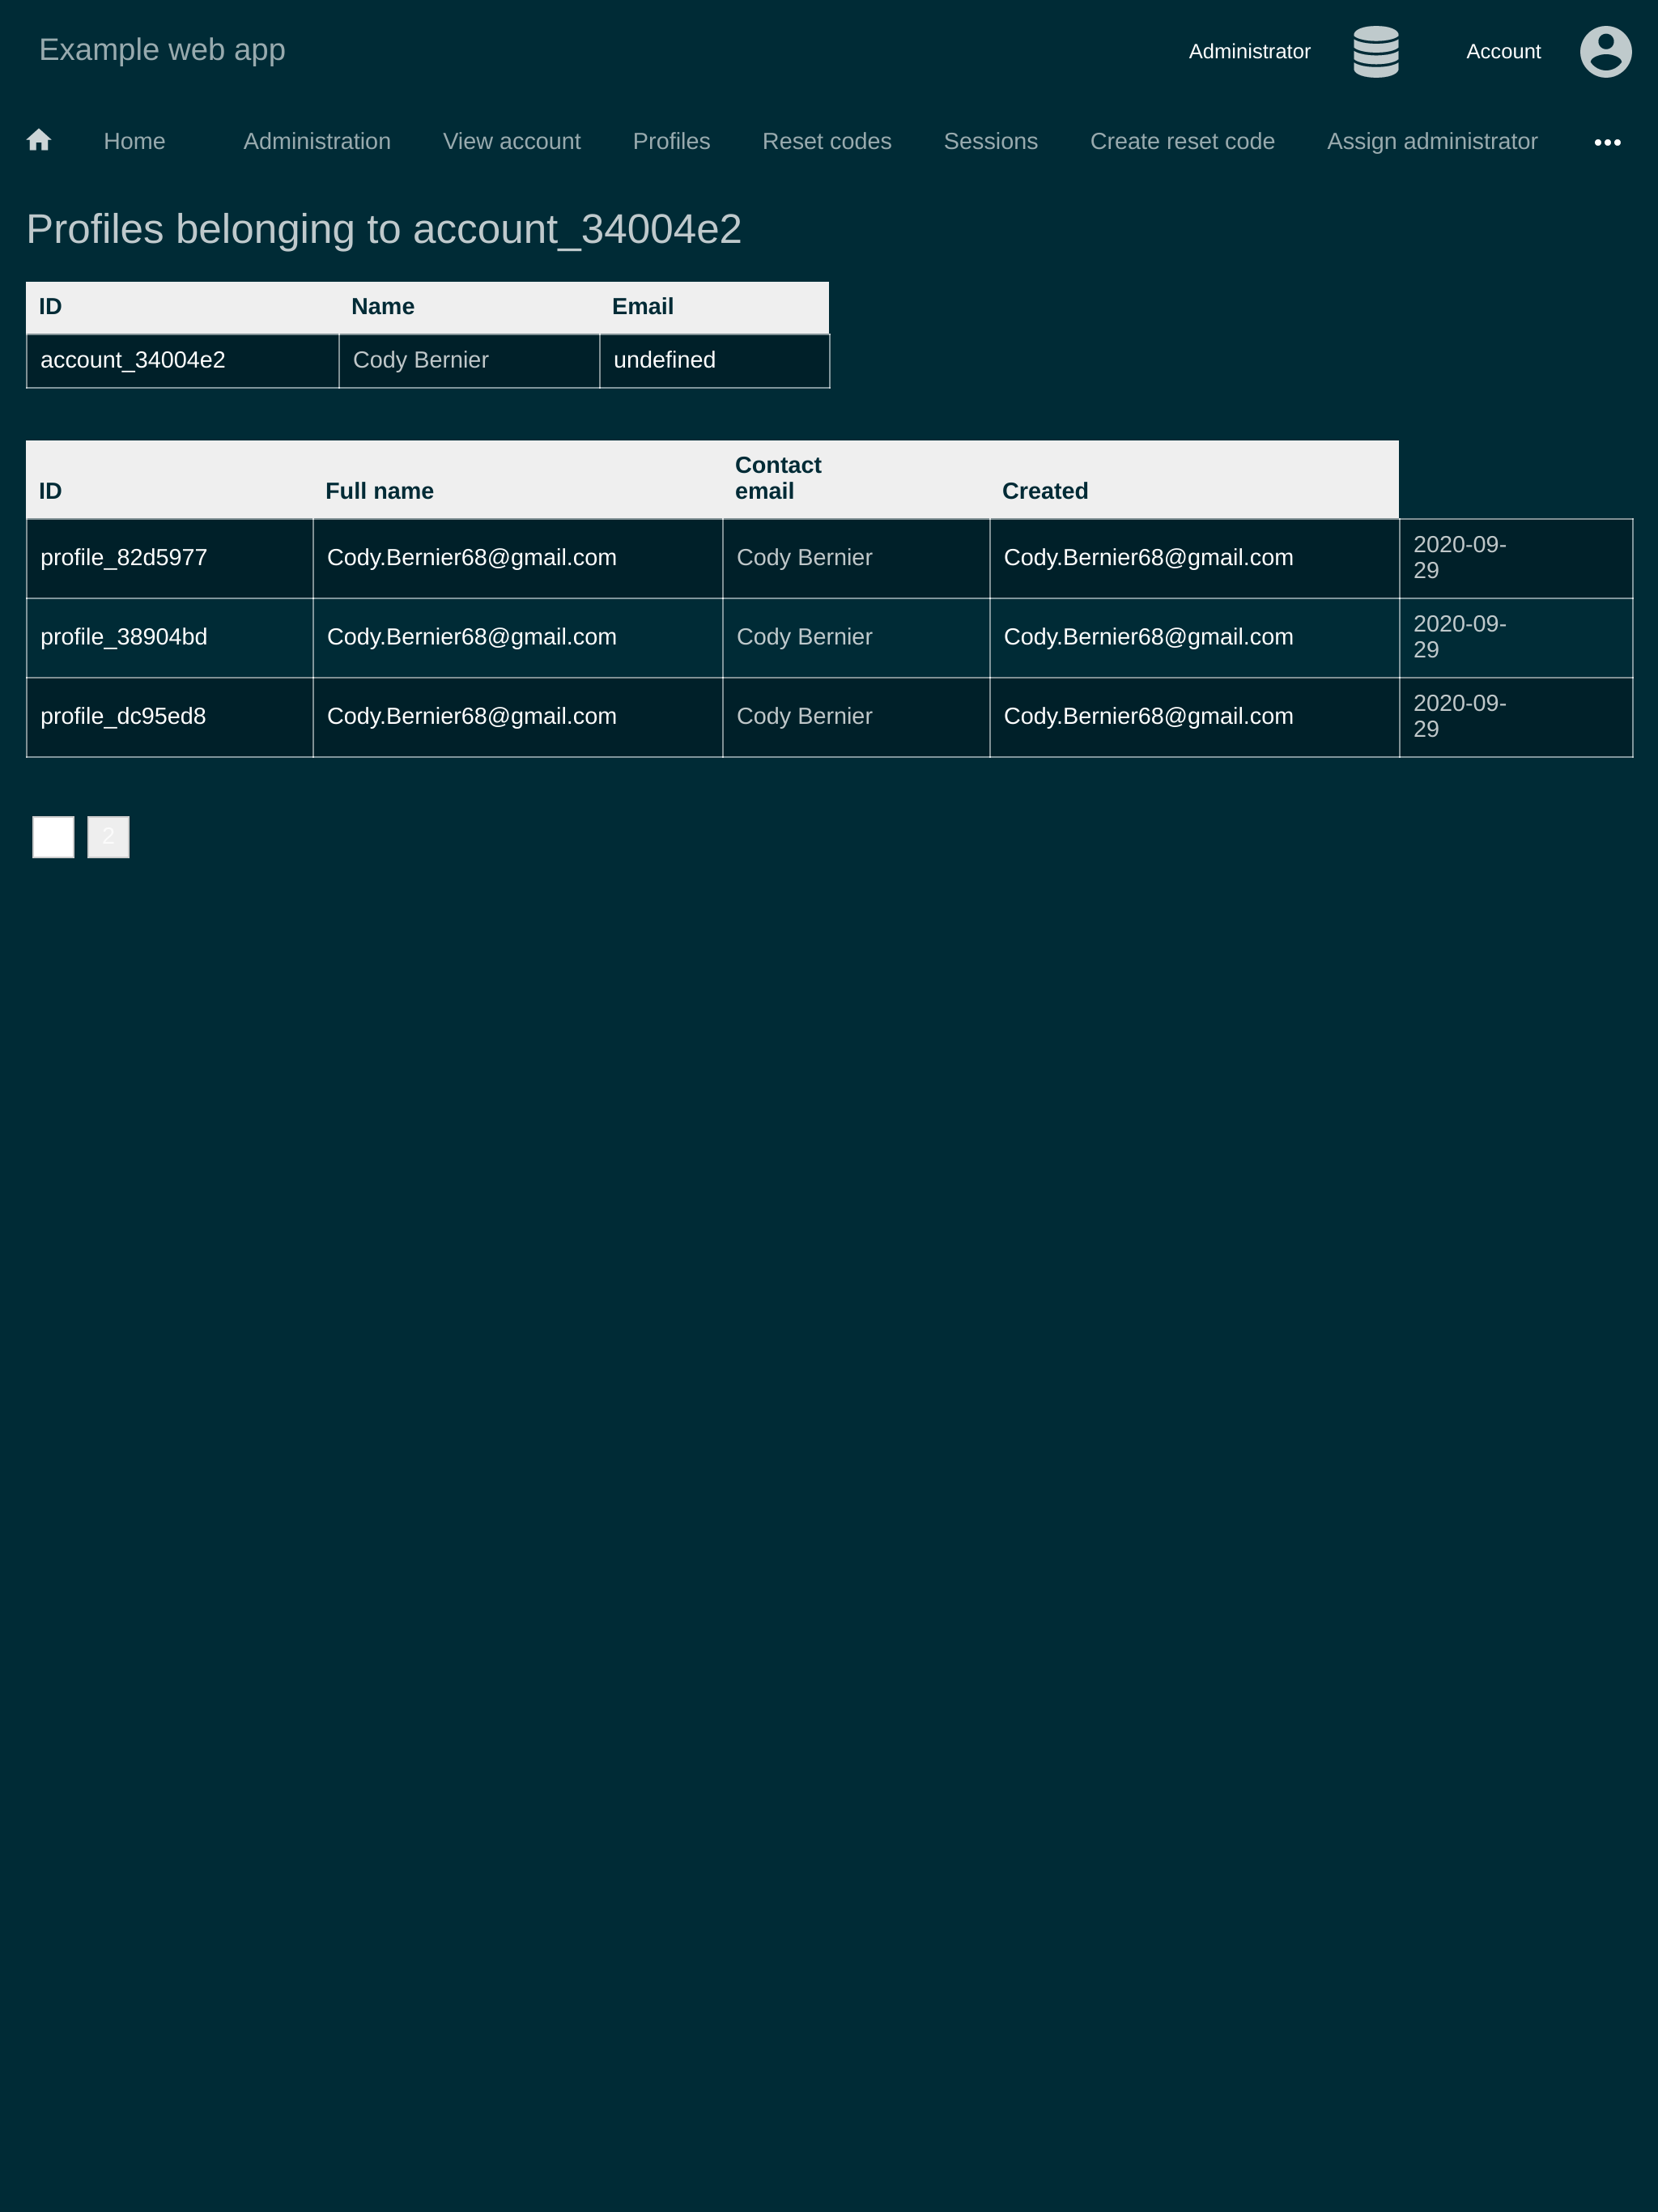 Example web app
Administrator
Account
Home
Administration
View account
Profiles
Reset codes
Sessions
Create reset code
Assign administrator
Profiles belonging to account_34004e2
ID Name Email
account_34004e2 Cody Bernier undefined
ID Full name Contact email Created
profile_82d5977 Cody.Bernier68@gmail.com Cody Bernier Cody.Bernier68@gmail.com 2020-09-29
profile_38904bd Cody.Bernier68@gmail.com Cody Bernier Cody.Bernier68@gmail.com 2020-09-29
profile_dc95ed8 Cody.Bernier68@gmail.com Cody Bernier Cody.Bernier68@gmail.com 2020-09-29
2